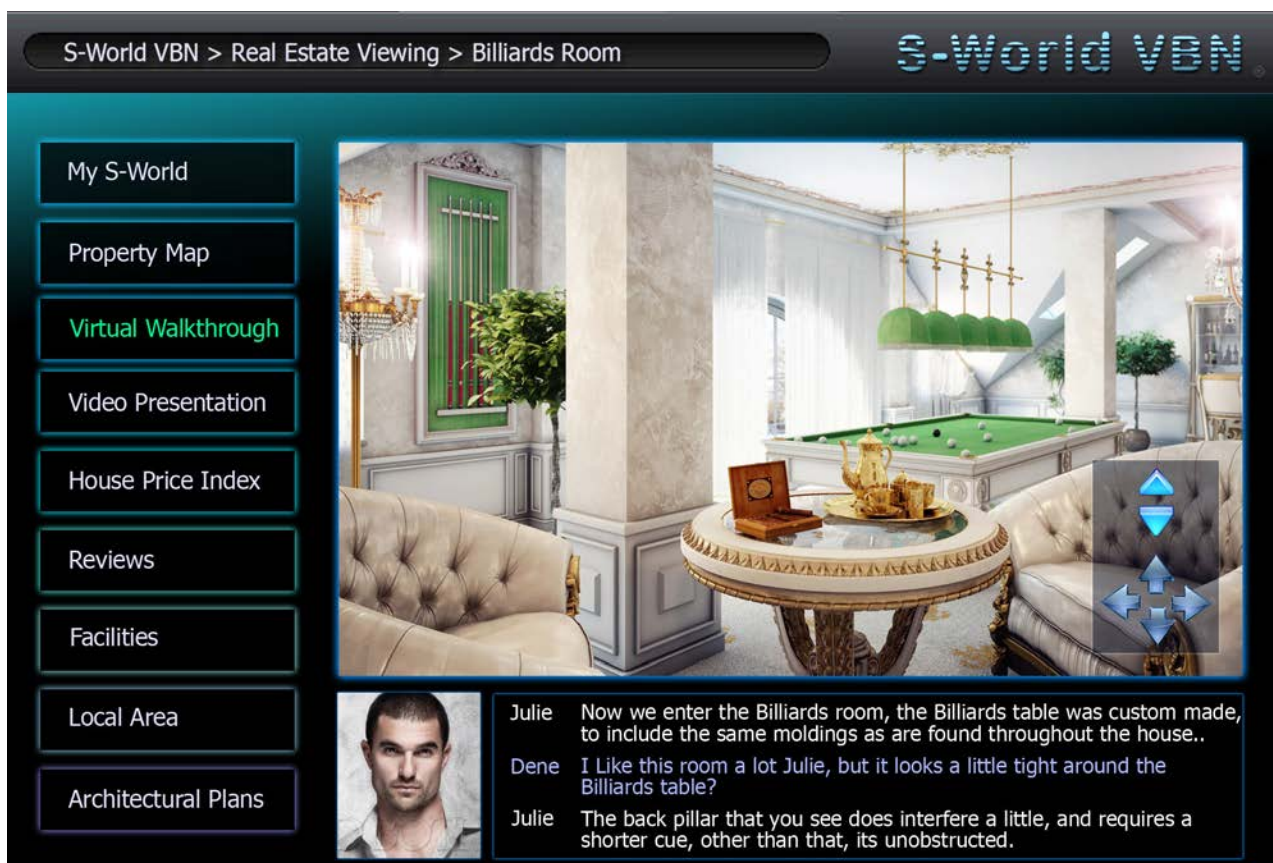 S-World VBN > Real Estate Viewing > Billiards Room
S-World VBN
My S-World
Property Map
Virtual Walkthrough
Video Presentation
House Price Index
Reviews
Facilities
Local Area
Architectural Plans
Julie Now we enter the Billiards room, the Billiards table was custom made,
to include the same moldings as are found throughout the house..
Dene I Like this room a lot Julie, but it looks a little tight around the
Billiards table?
Julie The back pillar that you see does interfere a little, and requires a
shorter cue, other than that, its unobstructed.